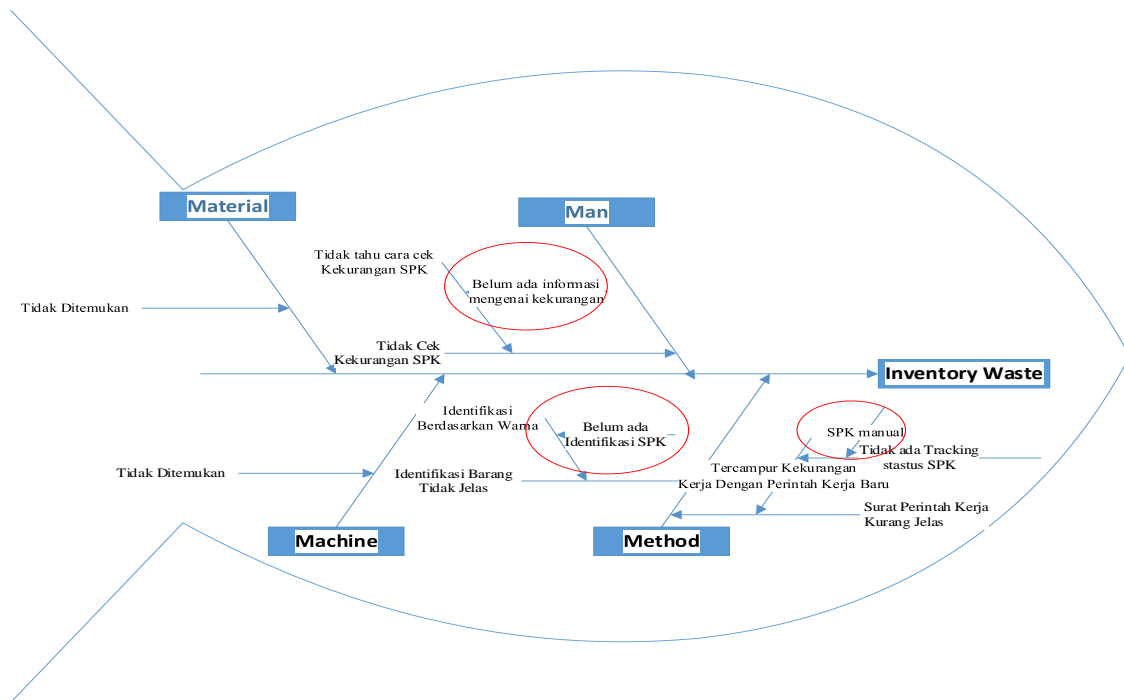 Material
Man
Tidak tahu cara cek
Kekurangan SPK
Belum ada informasi
mengenai kekurangan
Tidak Ditemukan
Tidak Cek
Kekurangan SPK
Inventory Waste
Identifikasi
Berdasarkan Warna
Belum ada
Identifikasi SPK
SPK manual
Tidak ada Tracking
stastus SPK
Tidak Ditemukan
Identifikasi Barang
Tidak Jelas
Tercampur Kekurangan
Kerja Dengan Perintah Kerja Baru
Surat Perintah Kerja
Kurang Jelas
Machine
Method